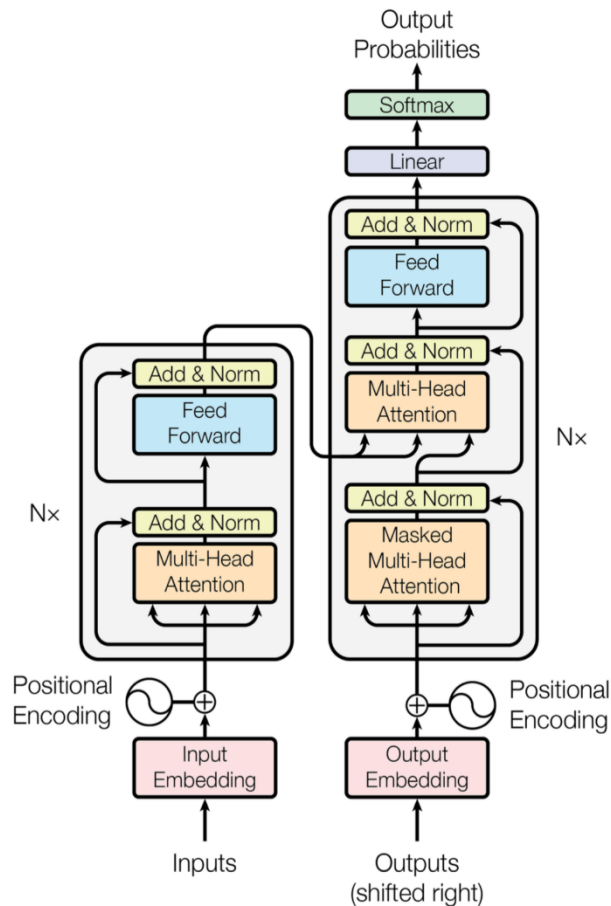 Output
Probabilities
Softmax
Linear
Add & Norm
Feed
Forward
Add & Norm
Multi-Head
Attention
Add & Norm
Masked
Multi-Head
Attention
N×
Add & Norm
Feed
Forward
N×
Add & Norm
Multi-Head
Attention
Positional
Encoding
Positional
Encoding
Input
Embedding
Output
Embedding
Inputs
Outputs
(shifted right)